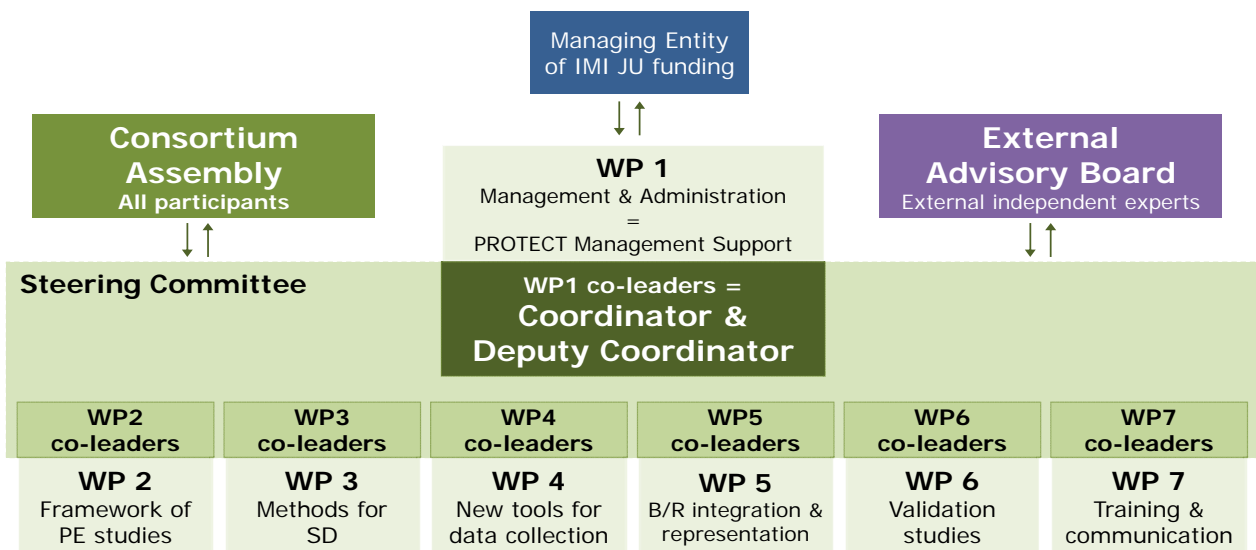 Managing Entity
of IMI JU funding
Consortium
Assembly
All participants
WP 1
Management & Administration
=
PROTECT Management Support
External
Advisory Board
External independent experts
Steering Committee
WP1 co-leaders =
Coordinator &
Deputy Coordinator
WP2
co-leaders
WP3
co-leaders
WP4
co-leaders
WP5
co-leaders
WP6
co-leaders
WP7
co-leaders
WP 2
Framework of
PE studies
WP 3
Methods for
SD
WP 4
New tools for
data collection
WP 5
B/R integration &
representation
WP 6
Validation
studies
WP 7
Training &
communication